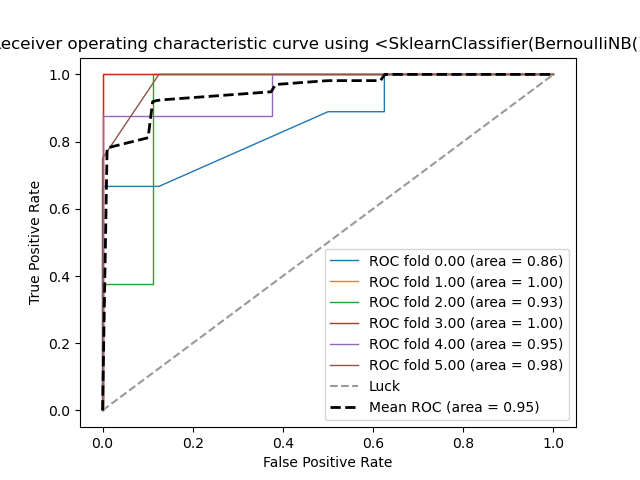 eceiver operating characteristic curve using <SklearnClassifier(BernoulliNB()
1.0
0.8
0.6
0.4
0.2
0.0
True Positive Rate
ROC fold 0.00 (area = 0.86)
ROC fold 1.00 (area = 1.00)
ROC fold 2.00 (area = 0.93)
ROC fold 3.00 (area = 1.00)
ROC fold 4.00 (area = 0.95)
ROC fold 5.00 (area = 0.98)
Luck
Mean ROC (area = 0.95)
0.0 0.2 0.4 0.6 0.8 1.0
False Positive Rate